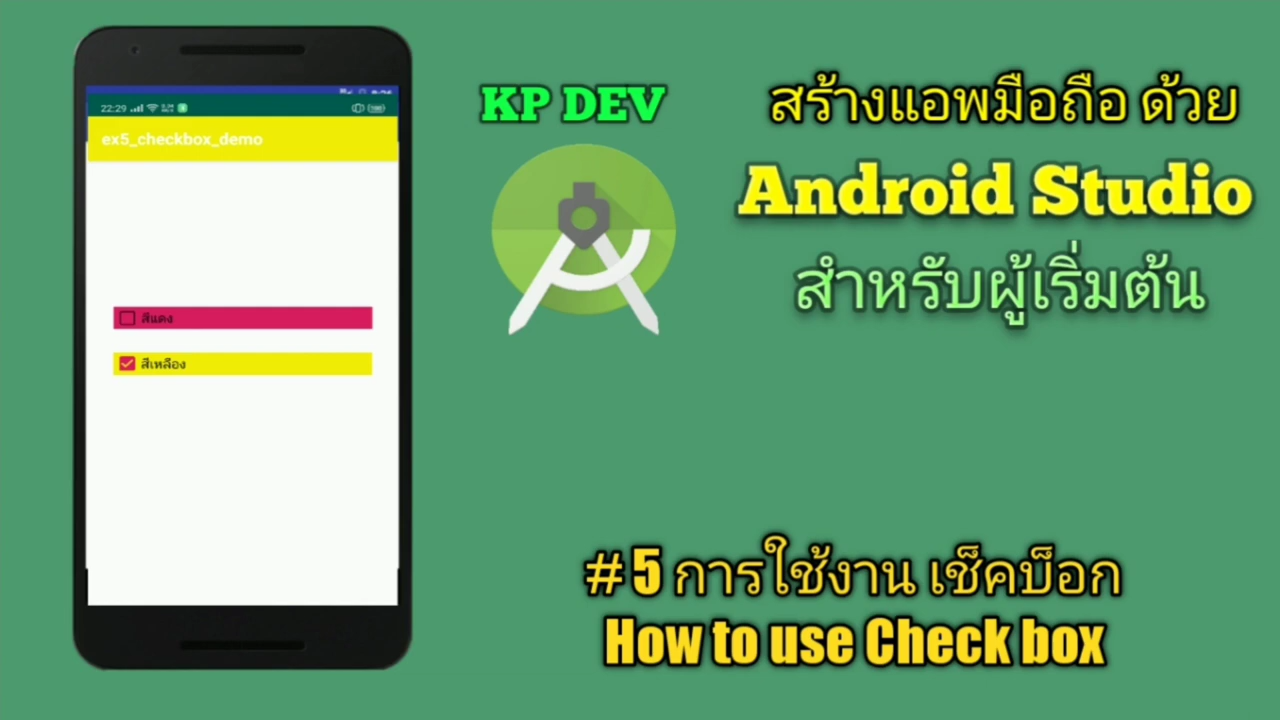 22:29
ex5_checkbox_demo
สีแดง
สีเหลือง
KP DEV
สร้างแอพมือถือ ด้วย
Android Studio
สำหรับผู้เริ่มต้น
#5 การใช้งาน เช็คบ็อก
How to use Check box